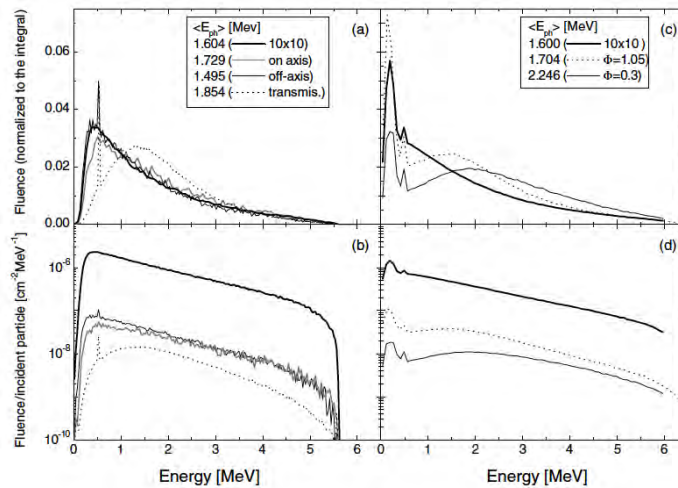 <E_ph> [Mev]
1.604 ( 10x10)
1.729 ( on axis)
1.495 ( off-axis)
1.854 ( transmis.)
(a)
<E_ph> [MeV]
1.600 ( 10x10)
1.704 ( Φ=1.05)
2.246 ( Φ=0.3)
(c)
Fluence (normalized to the integral)
0.06
0.04
0.02
0.00
(b)
(d)
Fluence/incident particle [cm⁻²MeV⁻¹]
10⁻⁶
10⁻⁸
10⁻¹⁰
0 1 2 3 4 5 6 0 1 2 3 4 5 6
Energy [MeV] Energy [MeV]